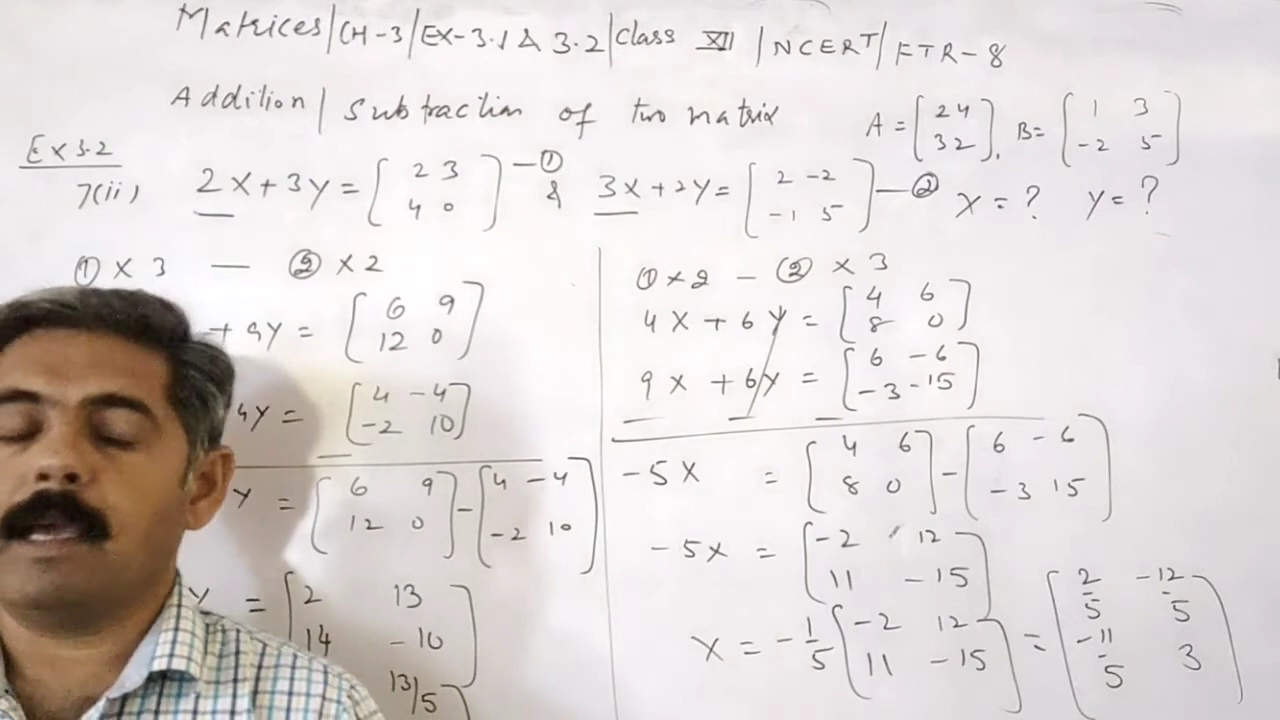 Matrices/CH-3/EX-3.1 & 3.2/Class XII/NCERT/FTR-8
Addition/Subtraction of two matrix
A = [2 4
3 2], B = [1 3
-2 5]
Ex 3.2
7(ii)
2X + 3Y = [2 3
4 0] — ①
& 3X + 2Y = [2 -2
-1 5] — ②
X = ? Y = ?
① × 3 — ② × 2
+ 9Y = [6 9
12 0]
4Y = [4 -4
-2 10]
Y = [6 9
12 0] - [4 -4
-2 10]
Y = [2 13
14 -10]
13/5
① × 2 — ② × 3
4X + 6Y = [4 6
8 0]
9X + 6Y = [6 -6
-3 -15]
-5X = [4 6
8 0] - [6 -6
-3 15]
-5X = [-2 12
11 -15]
X = -1/5 [-2 12
11 -15] = [2/5 -12/5
-11/5 3]